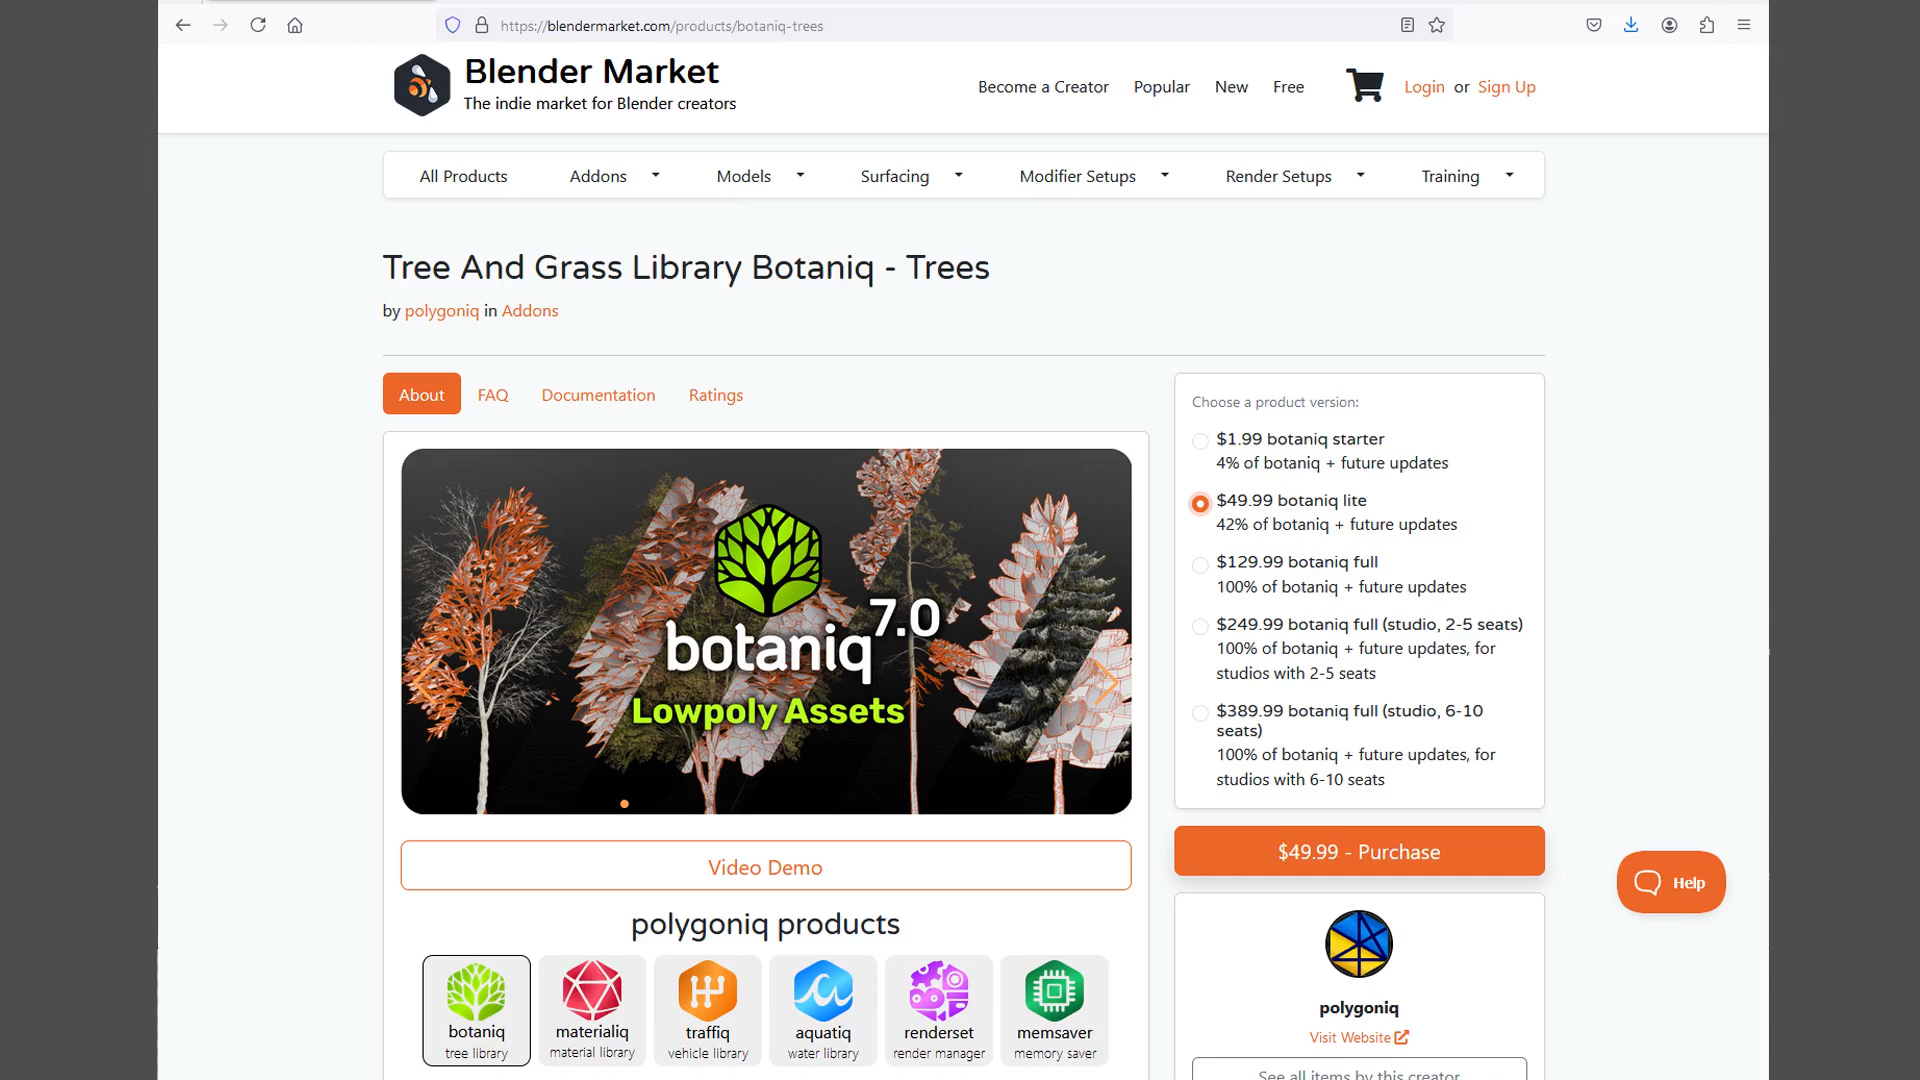 https://blendermarket.com/products/botaniq-trees
Blender Market
The indie market for Blender creators
Become a Creator Popular New Free Login or Sign Up
All Products Addons Models Surfacing Modifier Setups Render Setups Training
Tree And Grass Library Botaniq - Trees
by polygoniq in Addons
About FAQ Documentation Ratings
botaniq 7.0
Lowpoly Assets
Video Demo
polygoniq products
botaniq
tree library
materialiq
material library
traffiq
vehicle library
aquatiq
water library
renderset
render manager
memsaver
memory saver
Choose a product version:
$1.99 botaniq starter
4% of botaniq + future updates
$49.99 botaniq lite
42% of botaniq + future updates
$129.99 botaniq full
100% of botaniq + future updates
$249.99 botaniq full (studio, 2-5 seats)
100% of botaniq + future updates, for
studios with 2-5 seats
$389.99 botaniq full (studio, 6-10
seats)
100% of botaniq + future updates, for
studios with 6-10 seats
$49.99 - Purchase
polygoniq
Visit Website
See all items by this creator
Help